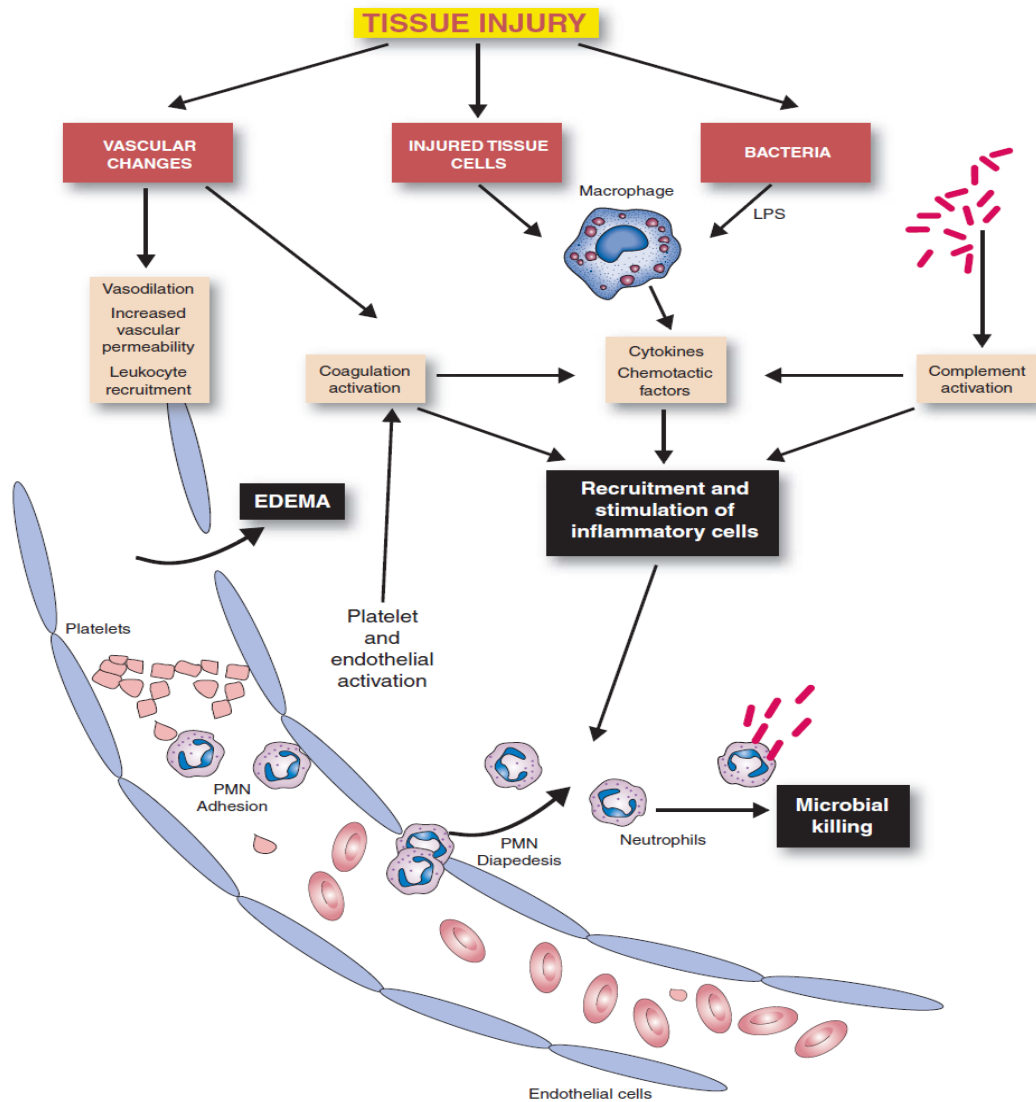 TISSUE INJURY
VASCULAR
CHANGES
INJURED TISSUE
CELLS
BACTERIA
Macrophage
LPS
Vasodilation
Increased
vascular
permeability
Leukocyte
recruitment
Coagulation
activation
Cytokines
Chemotactic
factors
Complement
activation
EDEMA
Recruitment and
stimulation of
inflammatory cells
Platelet
and
endothelial
activation
Platelets
PMN
Adhesion
PMN
Diapedesis
Neutrophils
Microbial
killing
Endothelial cells